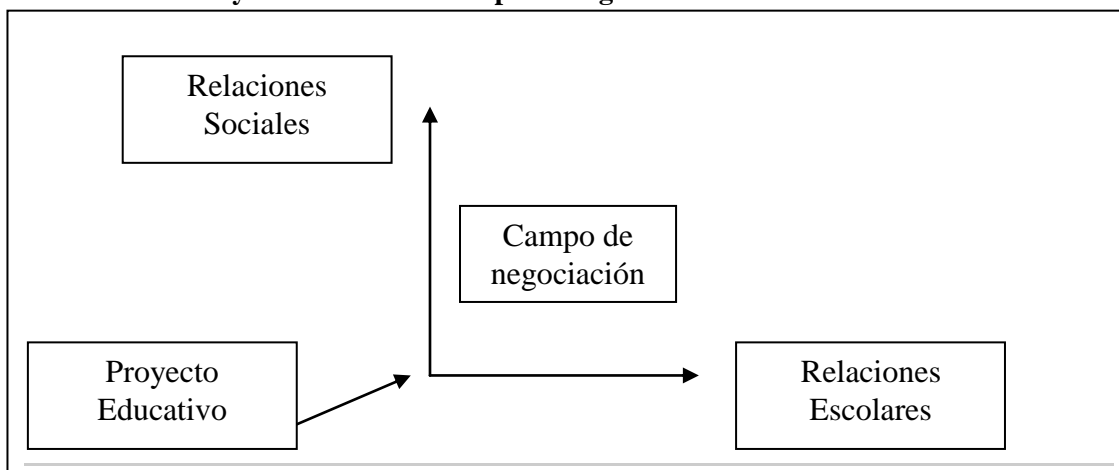 Relaciones
Sociales
Campo de
negociación
Proyecto
Educativo
Relaciones
Escolares